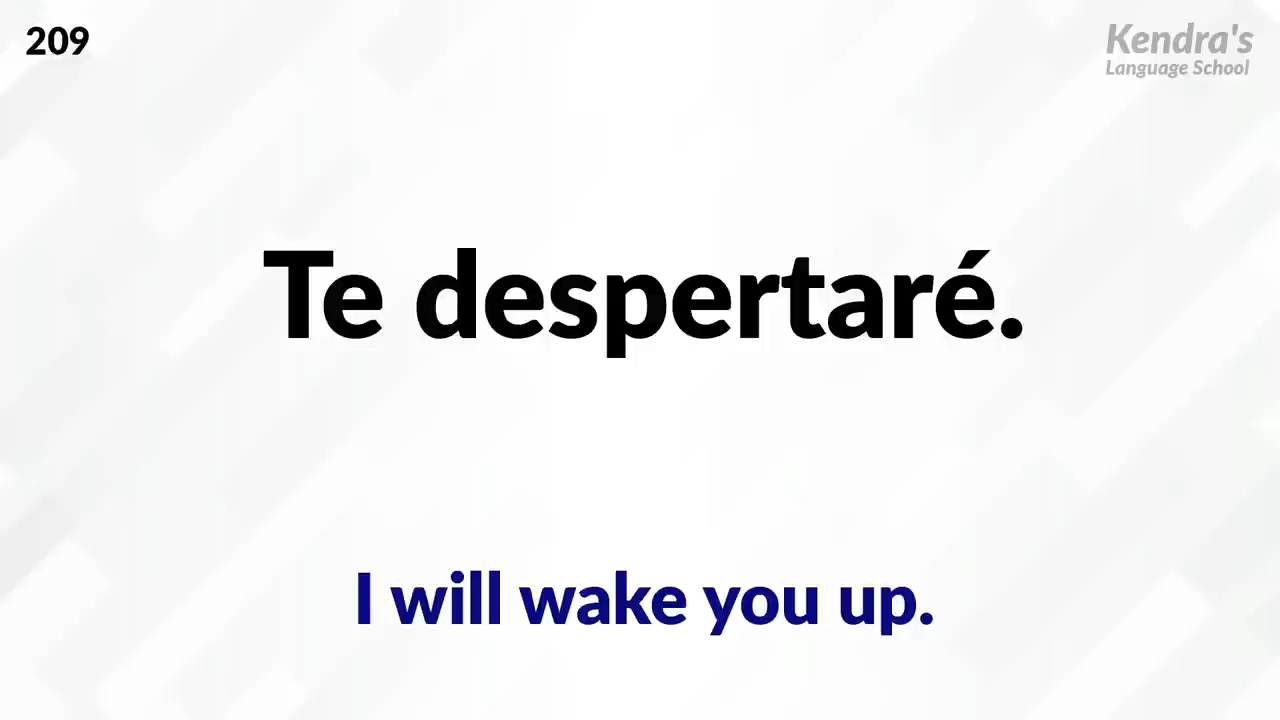 209
Kendra's
Language School
Te despertaré.
I will wake you up.